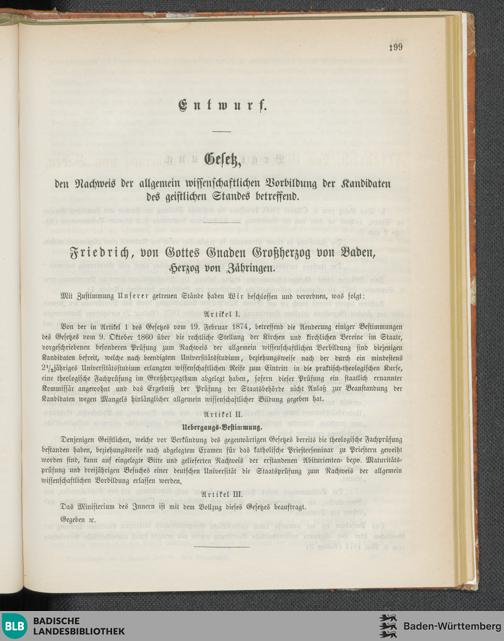 199
Entwurf.
Gesetz,
den Nachweis der allgemein wissenschaftlichen Vorbildung der Kandidaten
des geistlichen Standes betreffend.
Friedrich, von Gottes Gnaden Großherzog von Baden,
Herzog von Zähringen.
Mit Zustimmung Unserer getreuen Stände haben Wir beschlossen und verordnen, was folgt:
Artikel I.
Von der in Artikel 1 des Gesetzes vom 19. Februar 1874, betreffend die Aenderung einiger Bestimmungen
des Gesetzes vom 9. Oktober 1860 über die rechtliche Stellung der Kirchen und kirchlichen Vereine im Staate,
vorgeschriebenen besonderen Prüfung zum Nachweis der allgemein wissenschaftlichen Vorbildung sind diejenigen
Kandidaten befreit, welche nach beendigtem Universitätsstudium, beziehungsweise nach der durch ein mindestens
2½jähriges Universitätsstudium erlangten wissenschaftlichen Reife zum Eintritt in die praktisch-theologischen Kurse,
eine theologische Fachprüfung im Großherzogthum abgelegt haben, sofern dieser Prüfung ein staatlich ernannter
Kommissär angewohnt und das Ergebniß der Prüfung der Staatsbehörde nicht Anlaß zur Beanstandung der
Kandidaten wegen Mangels hinlänglicher allgemein wissenschaftlicher Bildung gegeben hat.
Artikel II.
Uebergangs-Bestimmung.
Denjenigen Geistlichen, welche vor Verkündung des gegenwärtigen Gesetzes bereits die theologische Fachprüfung
bestanden haben, beziehungsweise nach abgelegtem Examen für das katholische Priesterseminar zu Priestern geweiht
worden sind, kann auf eingelegte Bitte und gelieferten Nachweis der erstandenen Abiturienten- bezw. Maturitäts-
prüfung und dreijährigen Besuches einer deutschen Universität die Staatsprüfung zum Nachweis der allgemein
wissenschaftlichen Vorbildung erlassen werden.
Artikel III.
Das Ministerium des Innern ist mit dem Vollzug dieses Gesetzes beauftragt.
Gegeben ꝛc.
BLB
BADISCHE
LANDESBIBLIOTHEK
Baden-Württemberg